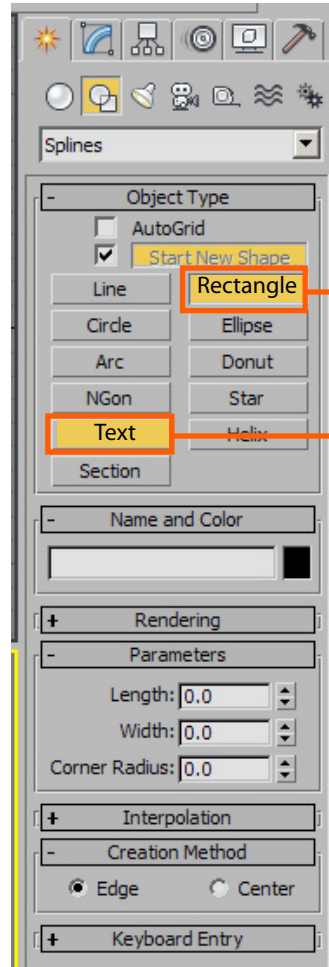 Splines
- Object Type
AutoGrid
Start New Shape
Line Rectangle
Circle Ellipse
Arc Donut
NGon Star
Text Helix
Section
- Name and Color
+ Rendering
- Parameters
Length: 0.0
Width: 0.0
Corner Radius: 0.0
+ Interpolation
- Creation Method
Edge Center
+ Keyboard Entry